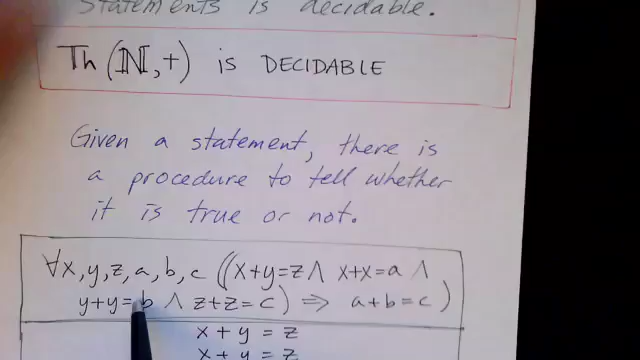 Statements is decidable.
Th (ℕ, +) is DECIDABLE
Given a statement, there is
a procedure to tell whether
it is true or not.
∀x, y, z, a, b, c ((x+y=z ∧ x+x=a ∧
y+y=b ∧ z+z=c) ⇒ a+b=c)
x + y = z
x + y = z